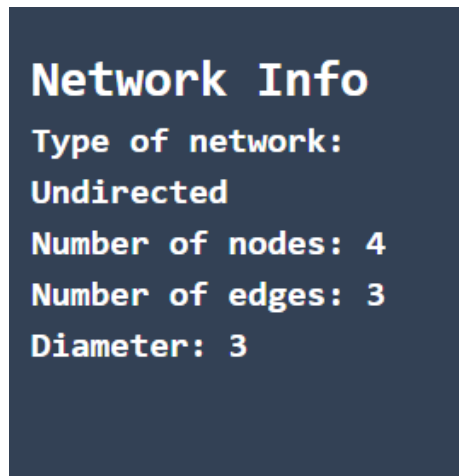 Network Info
Type of network:
Undirected
Number of nodes: 4
Number of edges: 3
Diameter: 3